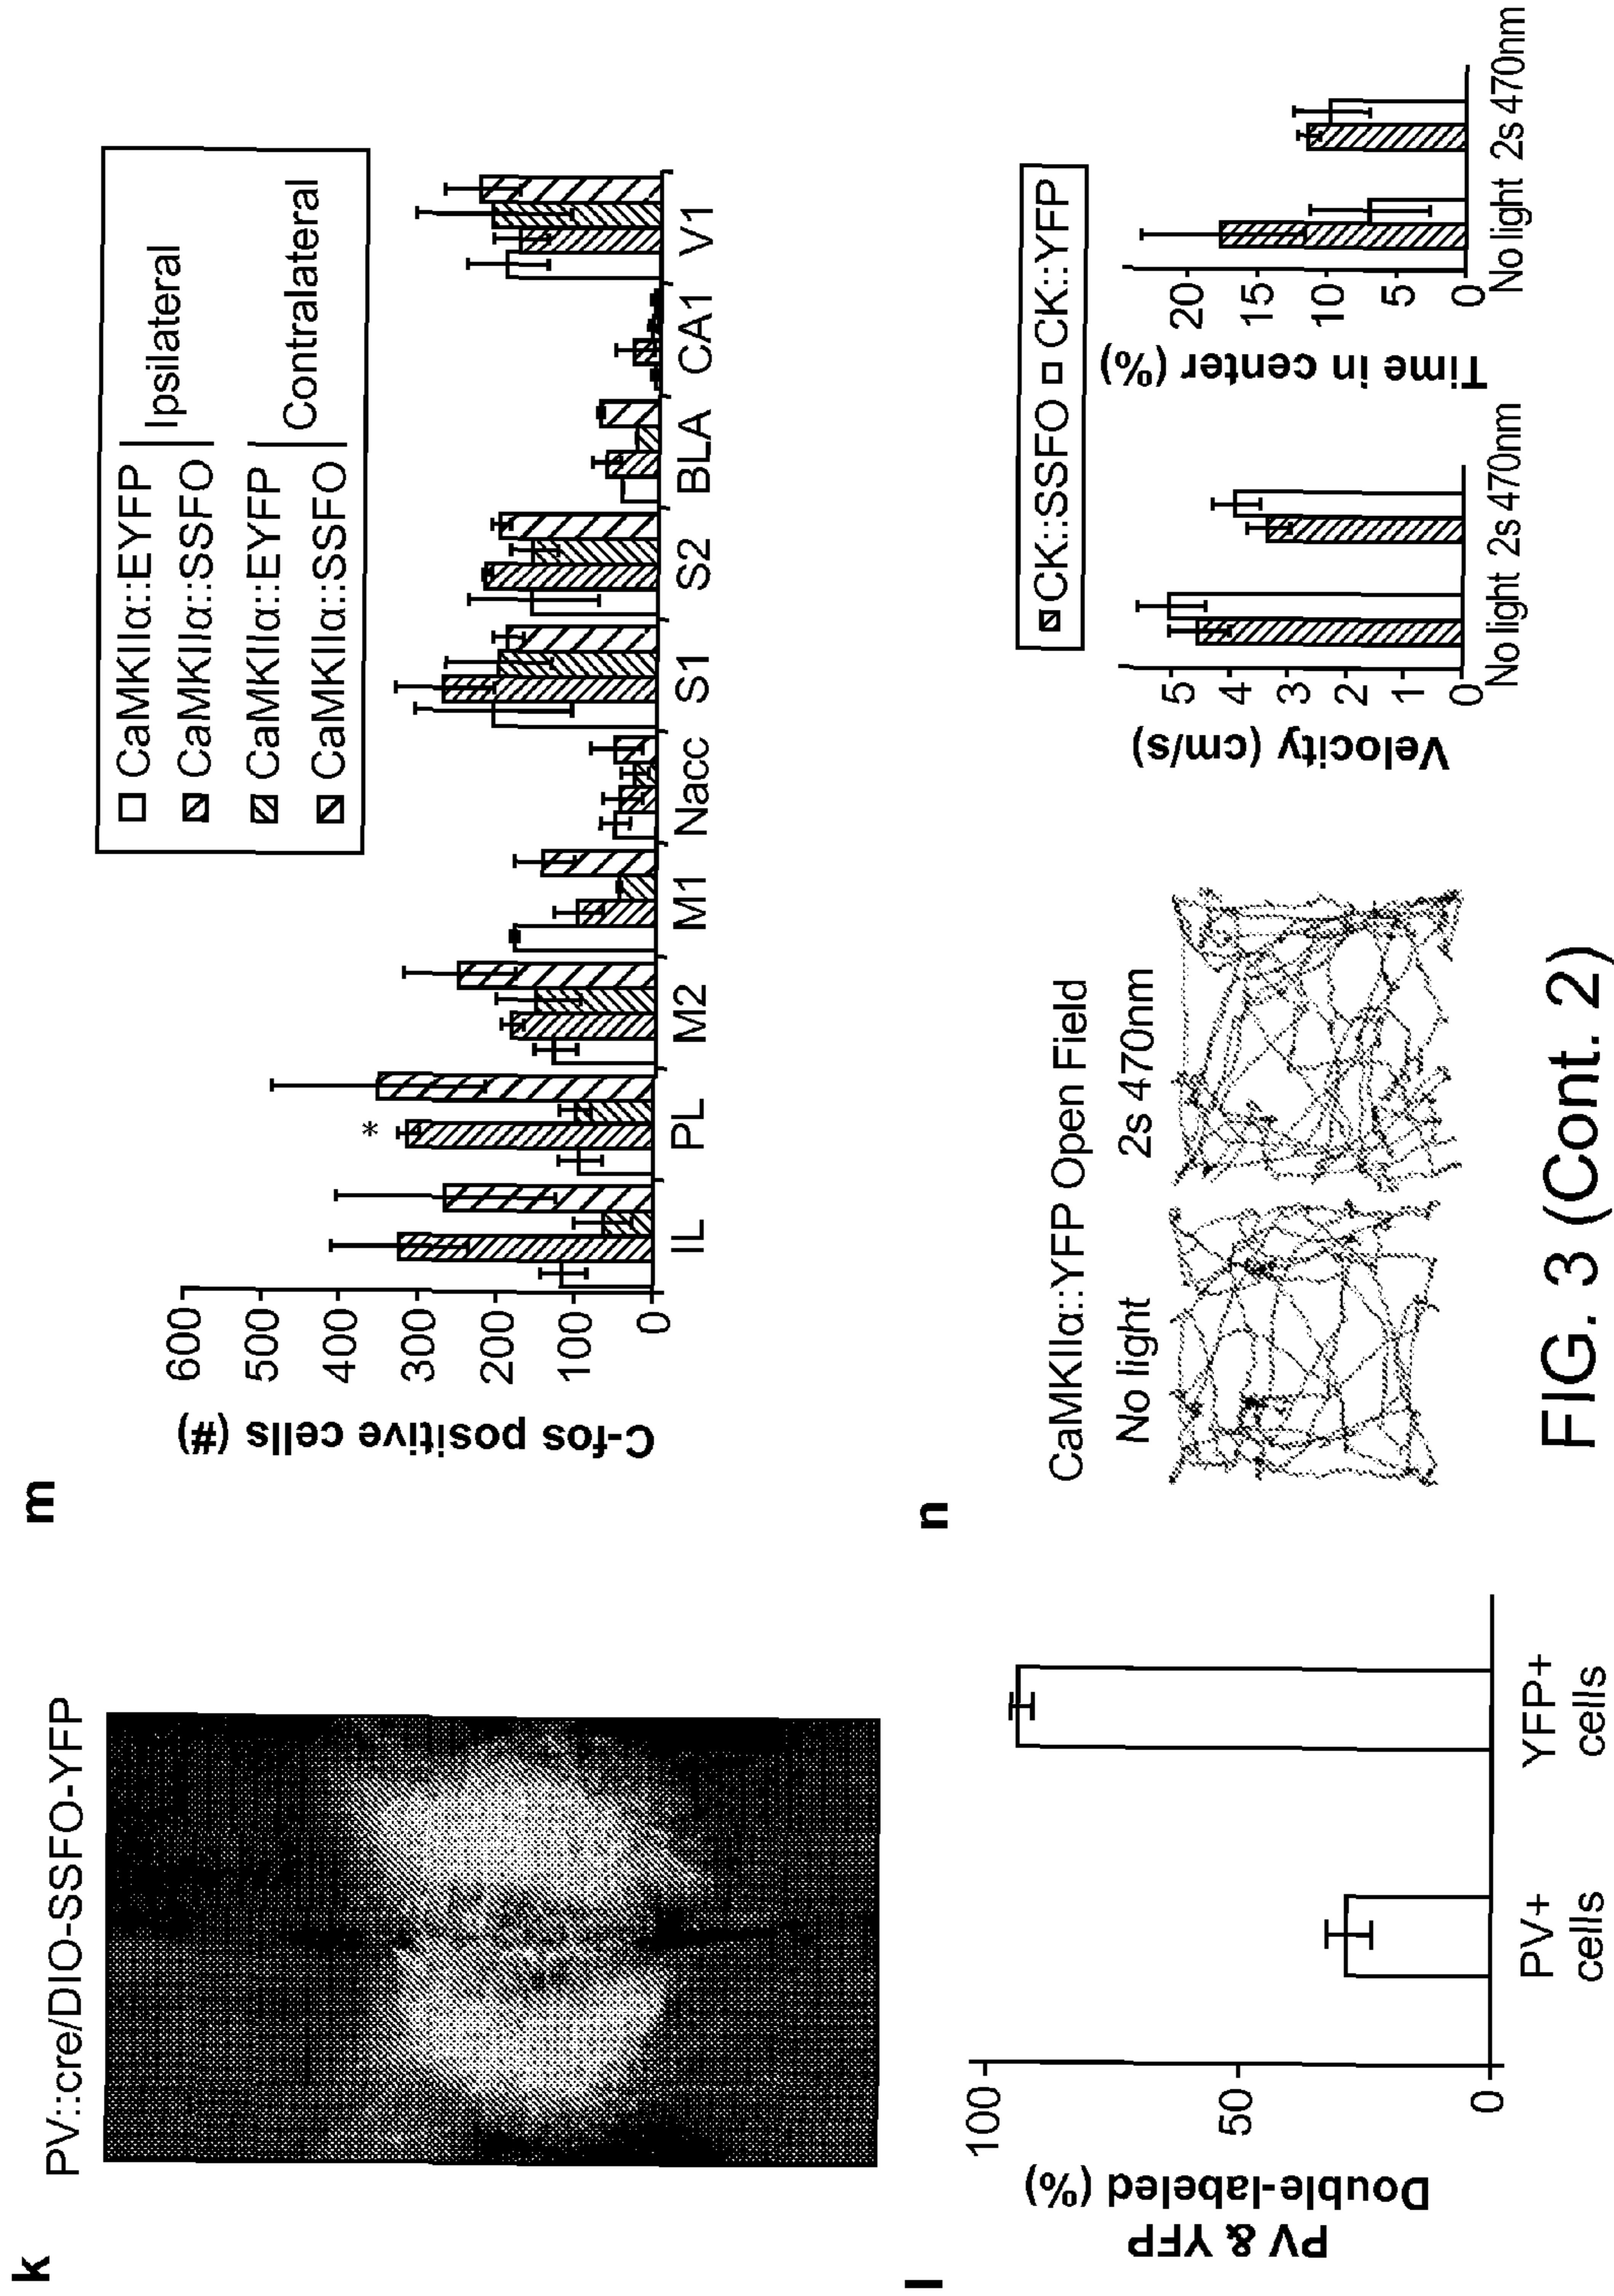 k
PV::cre/DIO-SSFO-YFP
l
PV & YFP
Double-labeled (%)
100
50
0
PV+
cells
YFP+
cells
m
C-fos positive cells (#)
600
500
400
300
200
100
0
CaMKIIα::EYFP
CaMKIIα::SSFO
Ipsilateral
CaMKIIα::EYFP
CaMKIIα::SSFO
Contralateral
*
IL PL M2 M1 Nacc S1 S2 BLA CA1 V1
n
CaMKIIα::YFP Open Field
No light 2s 470nm
CK::SSFO CK::YFP
Velocity (cm/s)
5
4
3
2
1
0
No light 2s 470nm
Time in center (%)
20
15
10
5
0
No light 2s 470nm
FIG. 3 (Cont. 2)